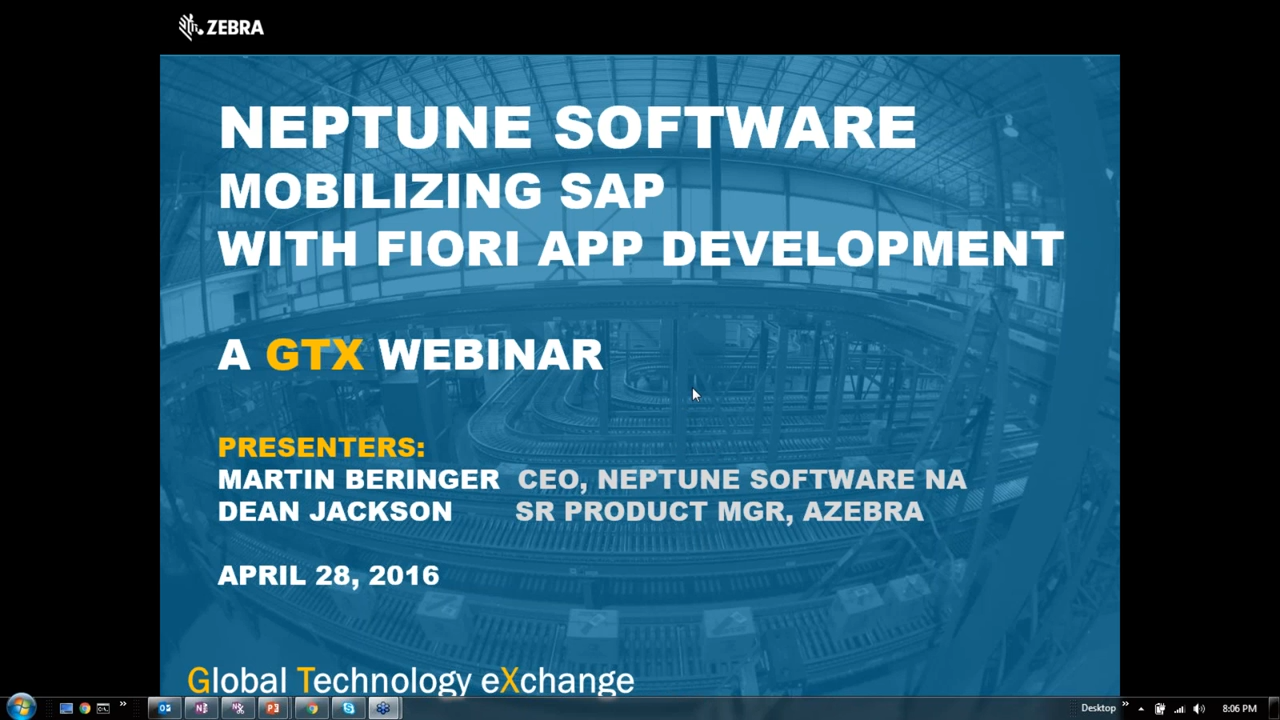 ZEBRA
NEPTUNE SOFTWARE
MOBILIZING SAP
WITH FIORI APP DEVELOPMENT
A GTX WEBINAR
PRESENTERS:
MARTIN BERINGER CEO, NEPTUNE SOFTWARE NA
DEAN JACKSON SR PRODUCT MGR, AZEBRA
APRIL 28, 2016
Global Technology eXchange
Desktop
8:06 PM